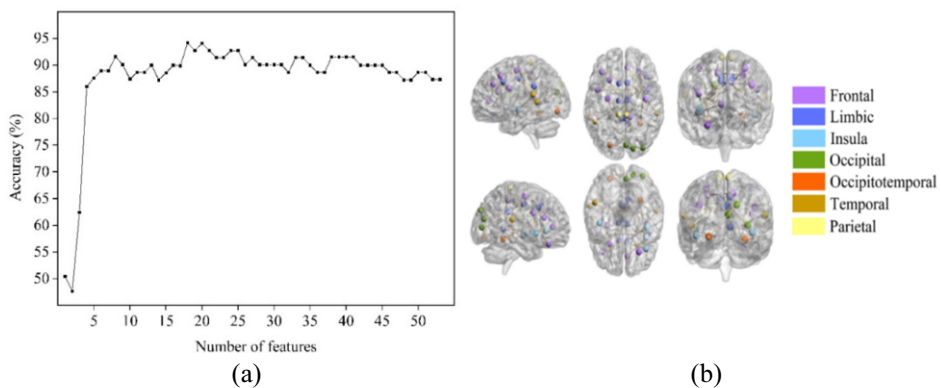 95
90
85
80
75
70
65
60
55
50
Accuracy (%)
5 10 15 20 25 30 35 40 45 50
Number of features
(a)
Frontal
Limbic
Insula
Occipital
Occipitotemporal
Temporal
Parietal
(b)